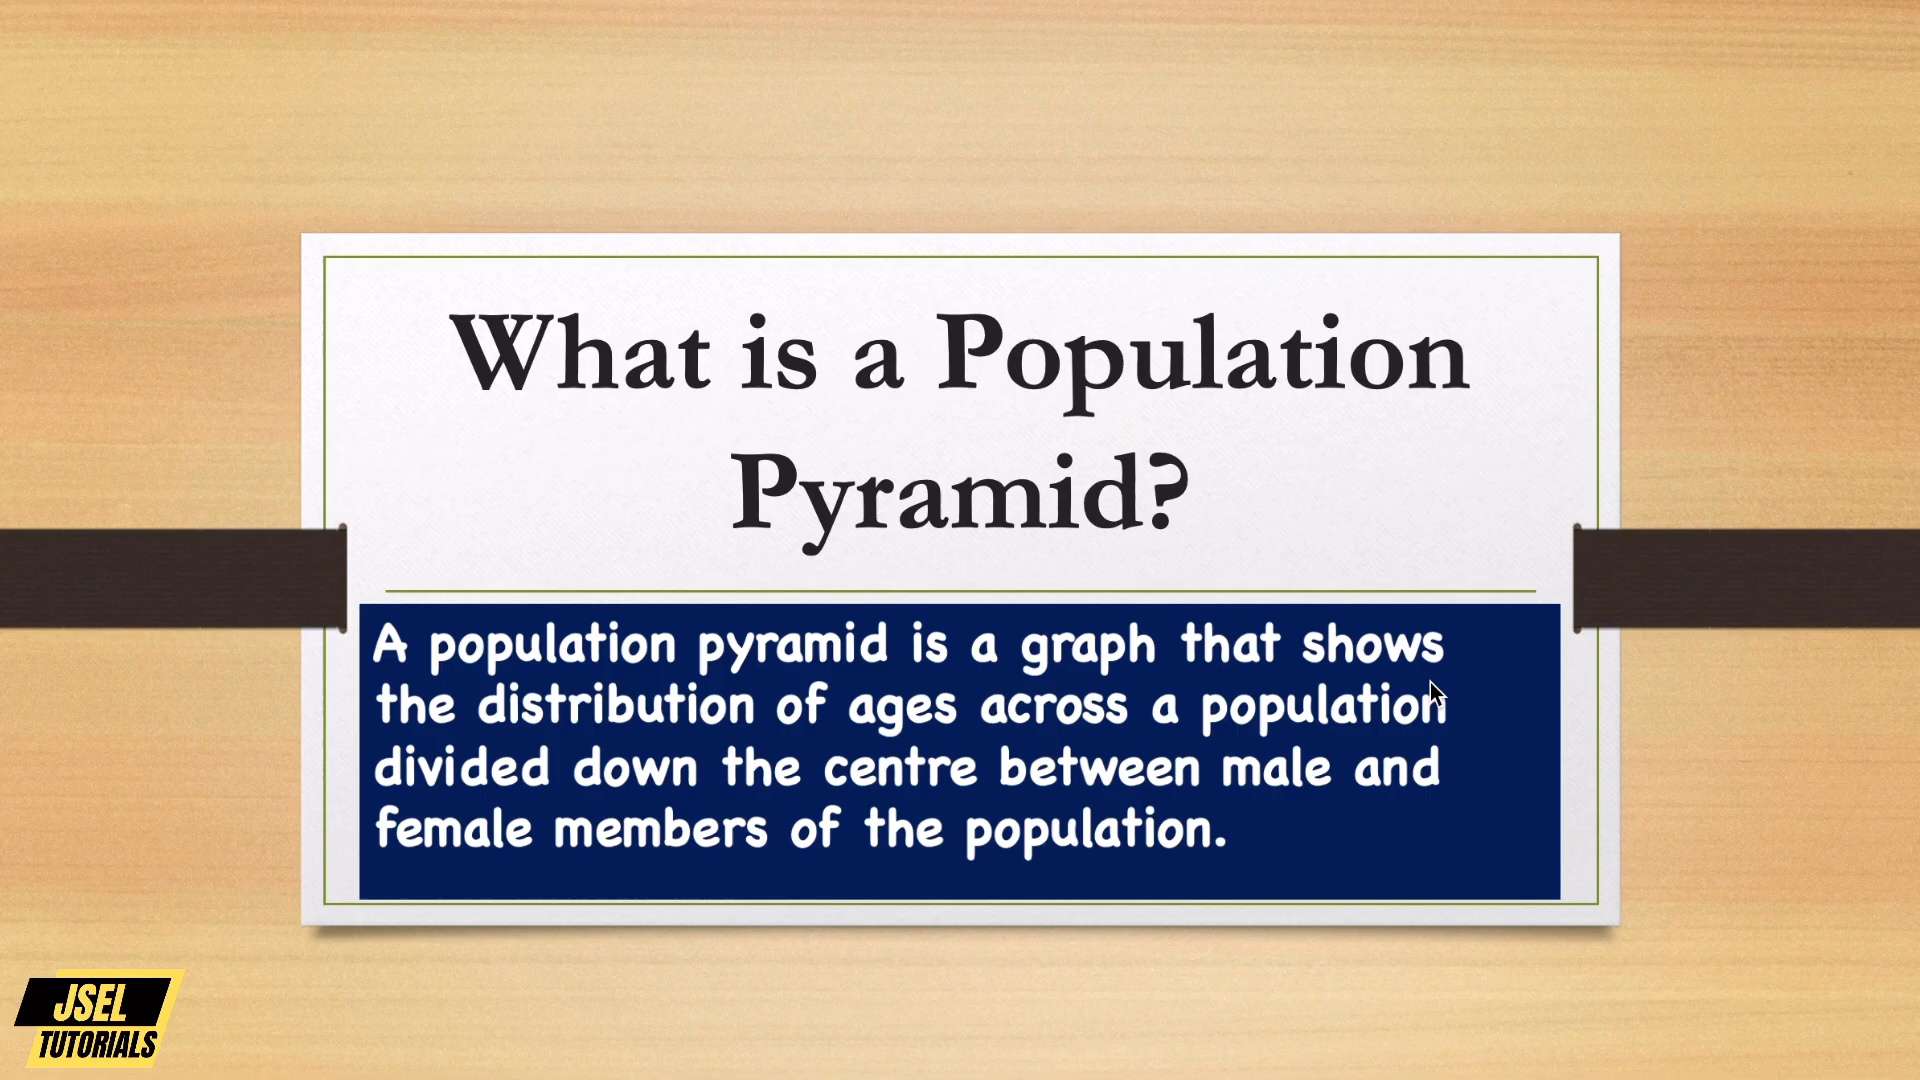 What is a Population
Pyramid?
A population pyramid is a graph that shows
the distribution of ages across a population
divided down the centre between male and
female members of the population.
JSEL
TUTORIALS